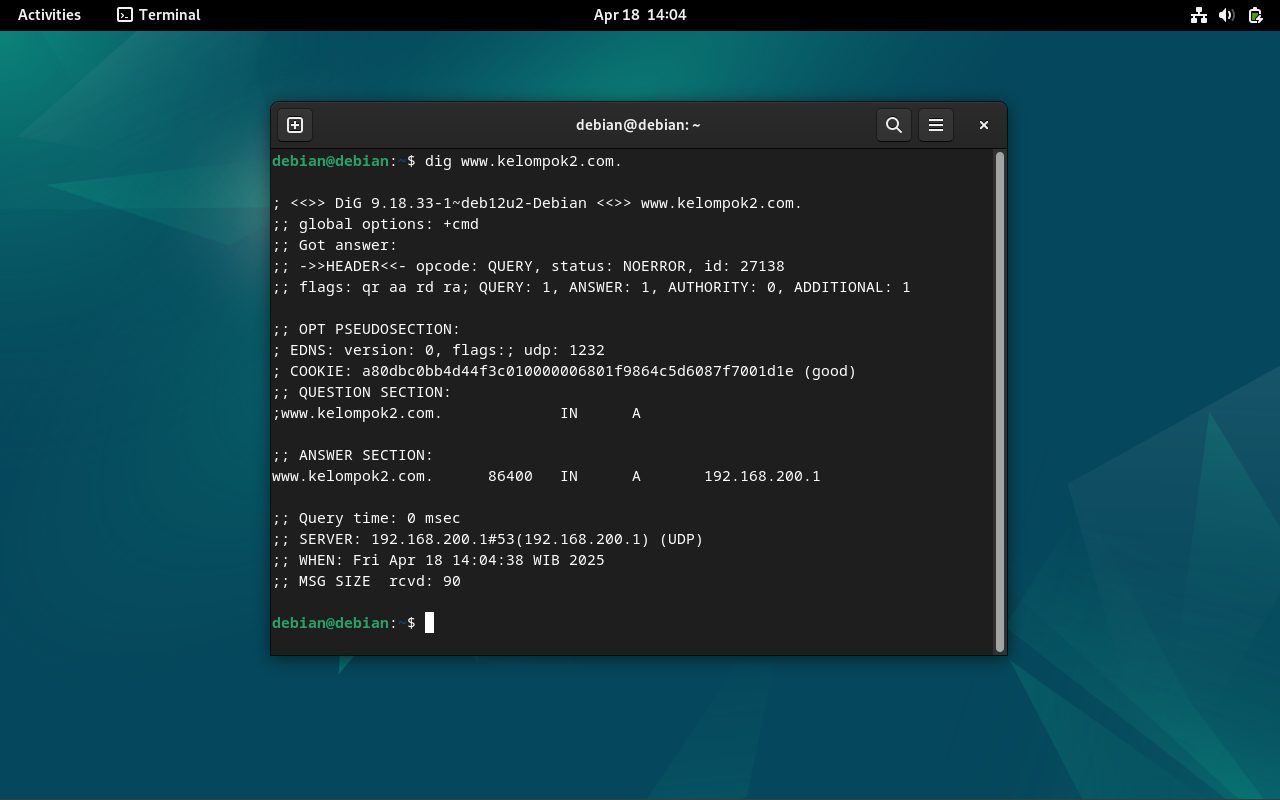 Activities Terminal Apr 18 14:04
debian@debian: ~
debian@debian:~$ dig www.kelompok2.com.
; <<>> DiG 9.18.33-1~deb12u2-Debian <<>> www.kelompok2.com.
;; global options: +cmd
;; Got answer:
;; ->>HEADER<<- opcode: QUERY, status: NOERROR, id: 27138
;; flags: qr aa rd ra; QUERY: 1, ANSWER: 1, AUTHORITY: 0, ADDITIONAL: 1
;; OPT PSEUDOSECTION:
; EDNS: version: 0, flags:; udp: 1232
; COOKIE: a80dbc0bb4d44f3c010000006801f9864c5d6087f7001d1e (good)
;; QUESTION SECTION:
;www.kelompok2.com. IN A
;; ANSWER SECTION:
www.kelompok2.com. 86400 IN A 192.168.200.1
;; Query time: 0 msec
;; SERVER: 192.168.200.1#53(192.168.200.1) (UDP)
;; WHEN: Fri Apr 18 14:04:38 WIB 2025
;; MSG SIZE  rcvd: 90
debian@debian:~$